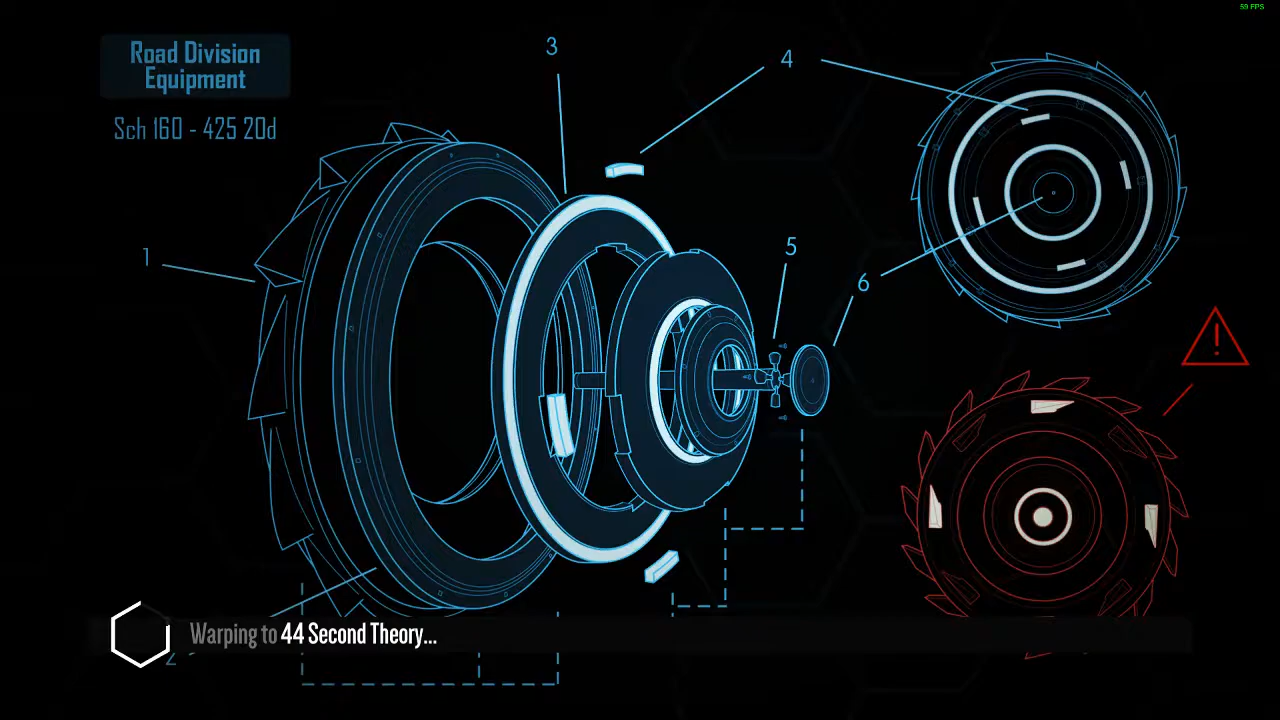 59 FPS
Road Division
Equipment
Sch 160 - 425 20d
3
4
1
5
6
2
Warping to 44 Second Theory...